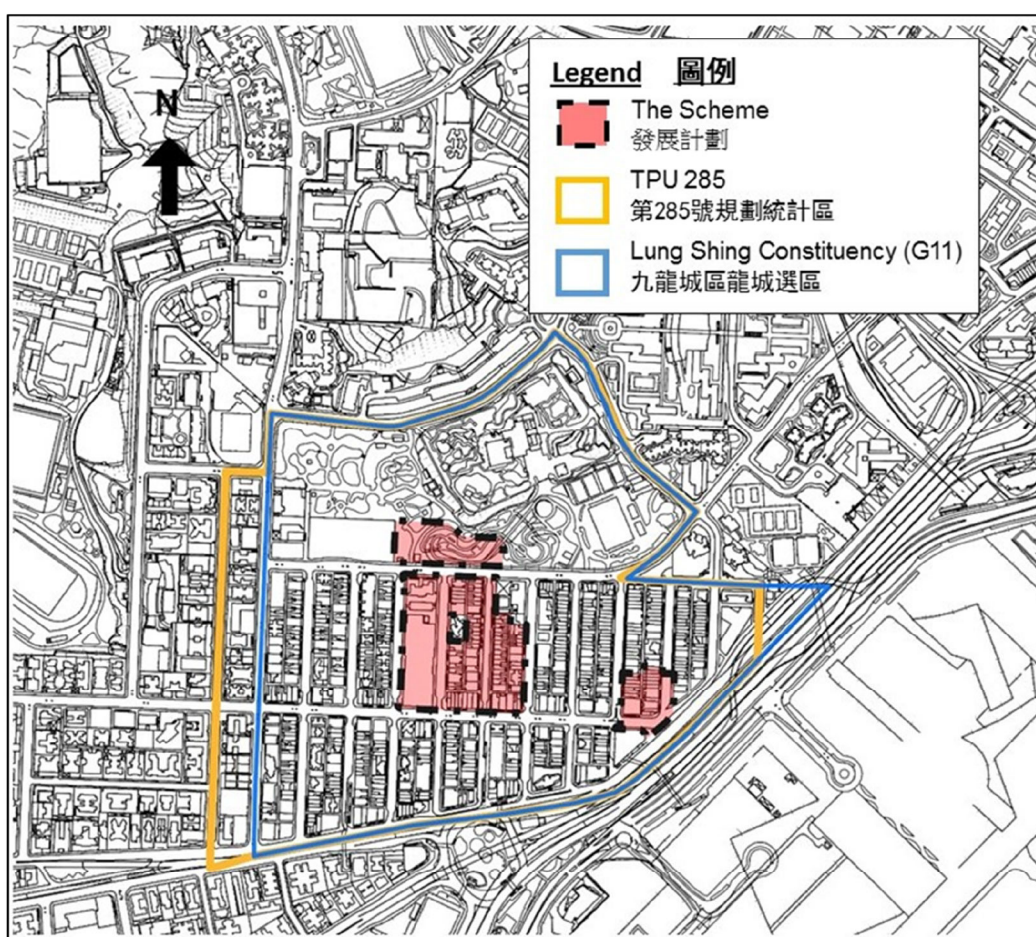 N
Legend 圖例
The Scheme
發展計劃
TPU 285
第285號規劃統計區
Lung Shing Constituency (G11)
九龍城區龍城選區